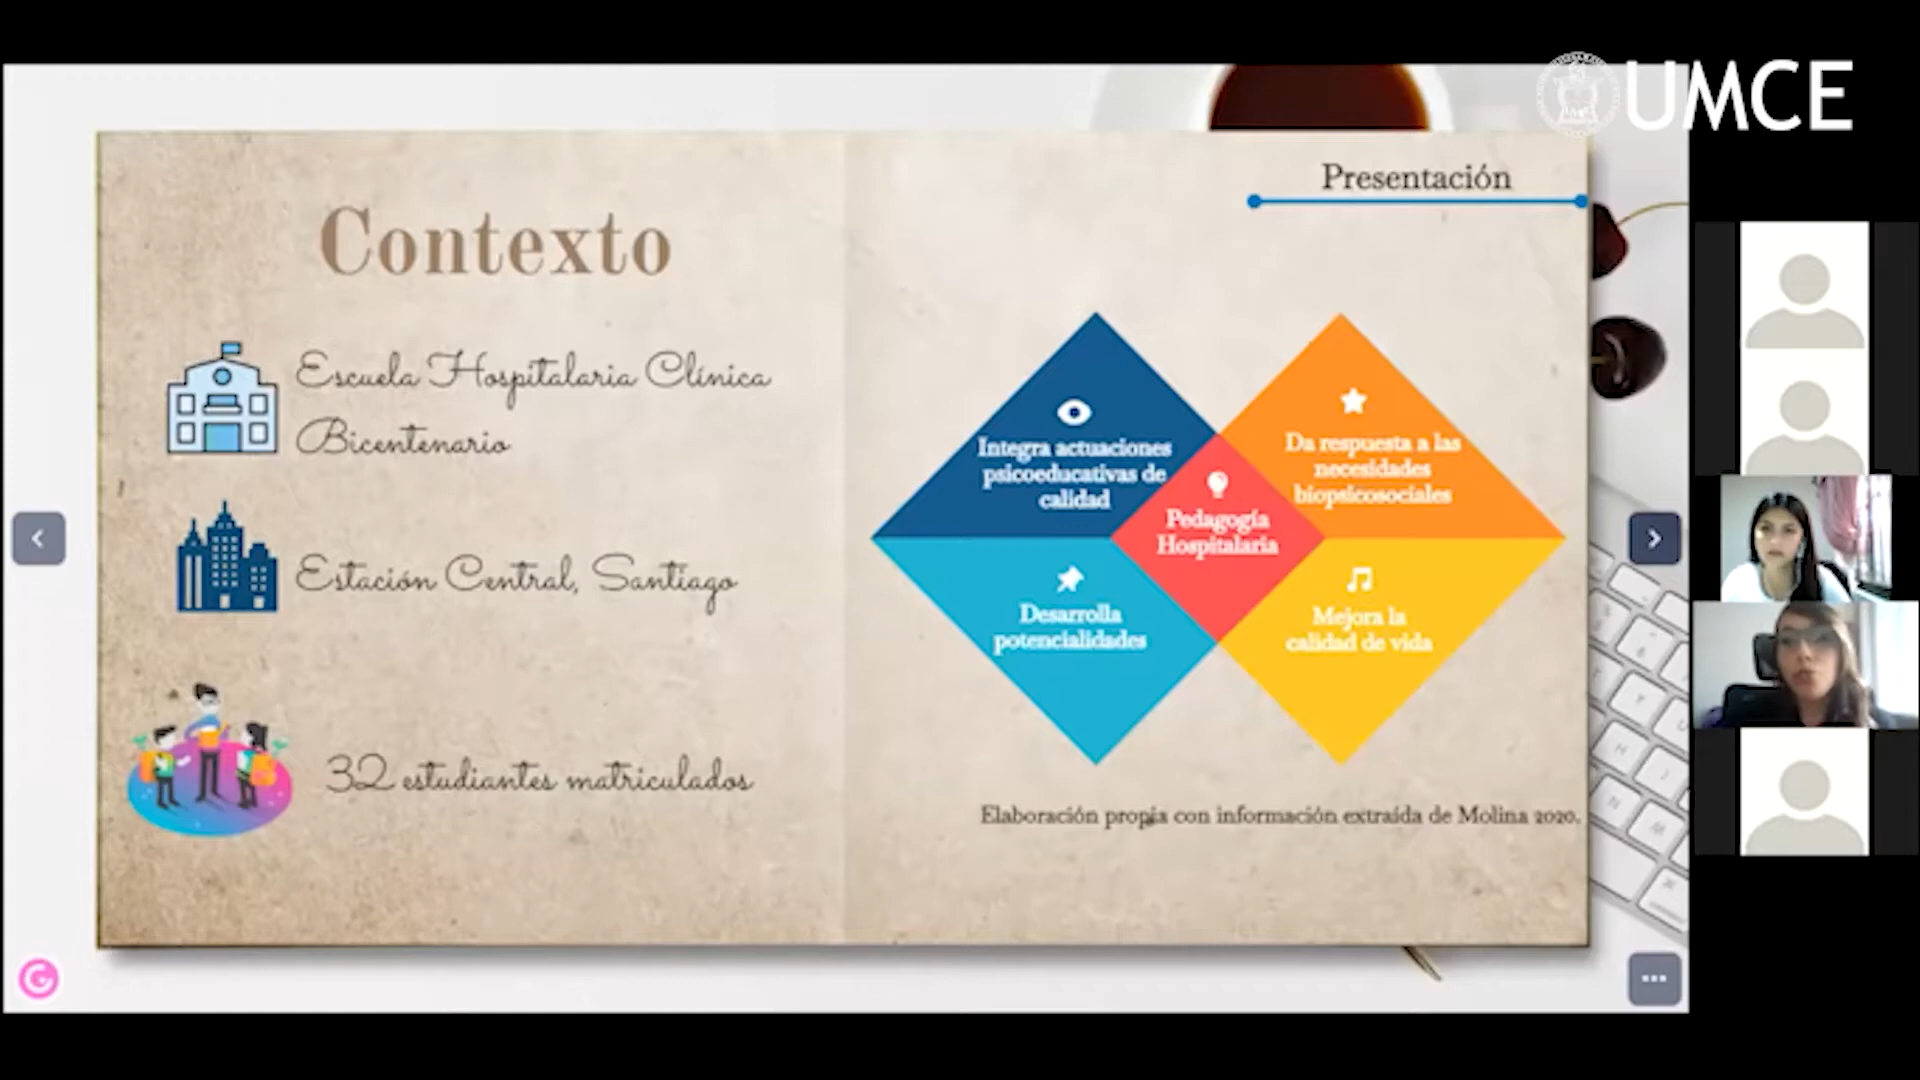 UMCE
Presentación
Contexto
Escuela Hospitalaria Clínica
Bicentenario
Estación Central, Santiago
32 estudiantes matriculados
Integra actuaciones
psicoeducativas de
calidad
Da respuesta a las
necesidades
biopsicosociales
Pedagogía
Hospitalaria
Desarrolla
potencialidades
Mejora la
calidad de vida
Elaboración propia con información extraída de Molina 2020.